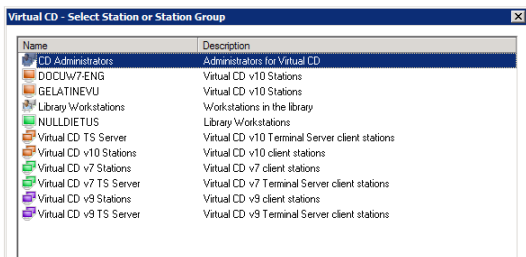 Virtual CD - Select Station or Station Group
Name Description
CD Administrators Administrators for Virtual CD
DOCUW7-ENG Virtual CD v10 Stations
GELATINEVU Virtual CD v10 Stations
Library Workstations Workstations in the library
NULLDIETUS Library Workstations
Virtual CD TS Server Virtual CD v10 Terminal Server client stations
Virtual CD v10 Stations Virtual CD v10 client stations
Virtual CD v7 Stations Virtual CD v7 client stations
Virtual CD v7 TS Server Virtual CD v7 Terminal Server client stations
Virtual CD v9 Stations Virtual CD v9 client stations
Virtual CD v9 TS Server Virtual CD v9 Terminal Server client stations